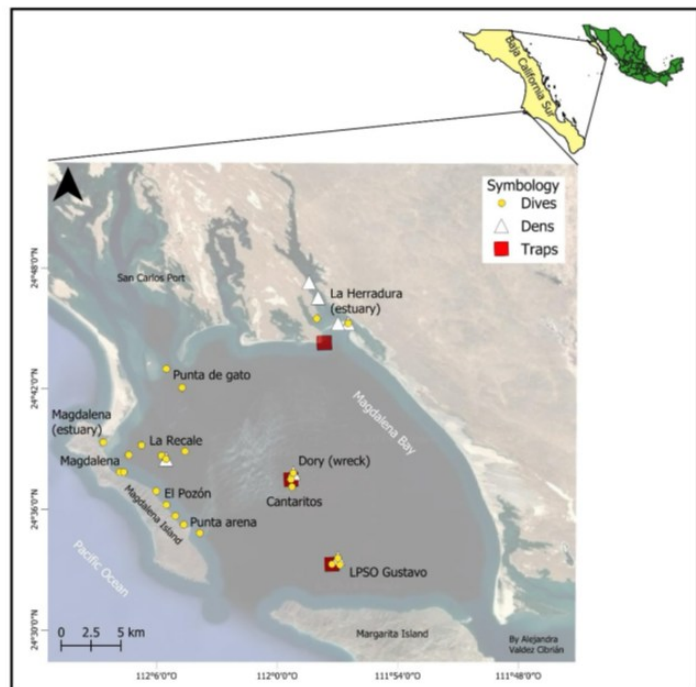 Baja California Sur
Symbology
Dives
Dens
Traps
24°48'0"N
San Carlos Port
La Herradura
(estuary)
24°42'0"N
Punta de gato
Magdalena Bay
Magdalena
(estuary)
La Recale
Magdalena
Dory (wreck)
El Pozón
Cantaritos
24°36'0"N
Magdalena Island
Punta arena
Pacific Ocean
LPSO Gustavo
24°30'0"N
0 2.5 5 km
Margarita Island
By Alejandra
Valdez Cibrián
112°6'0"O 112°0'0"O 111°54'0"O 111°48'0"O